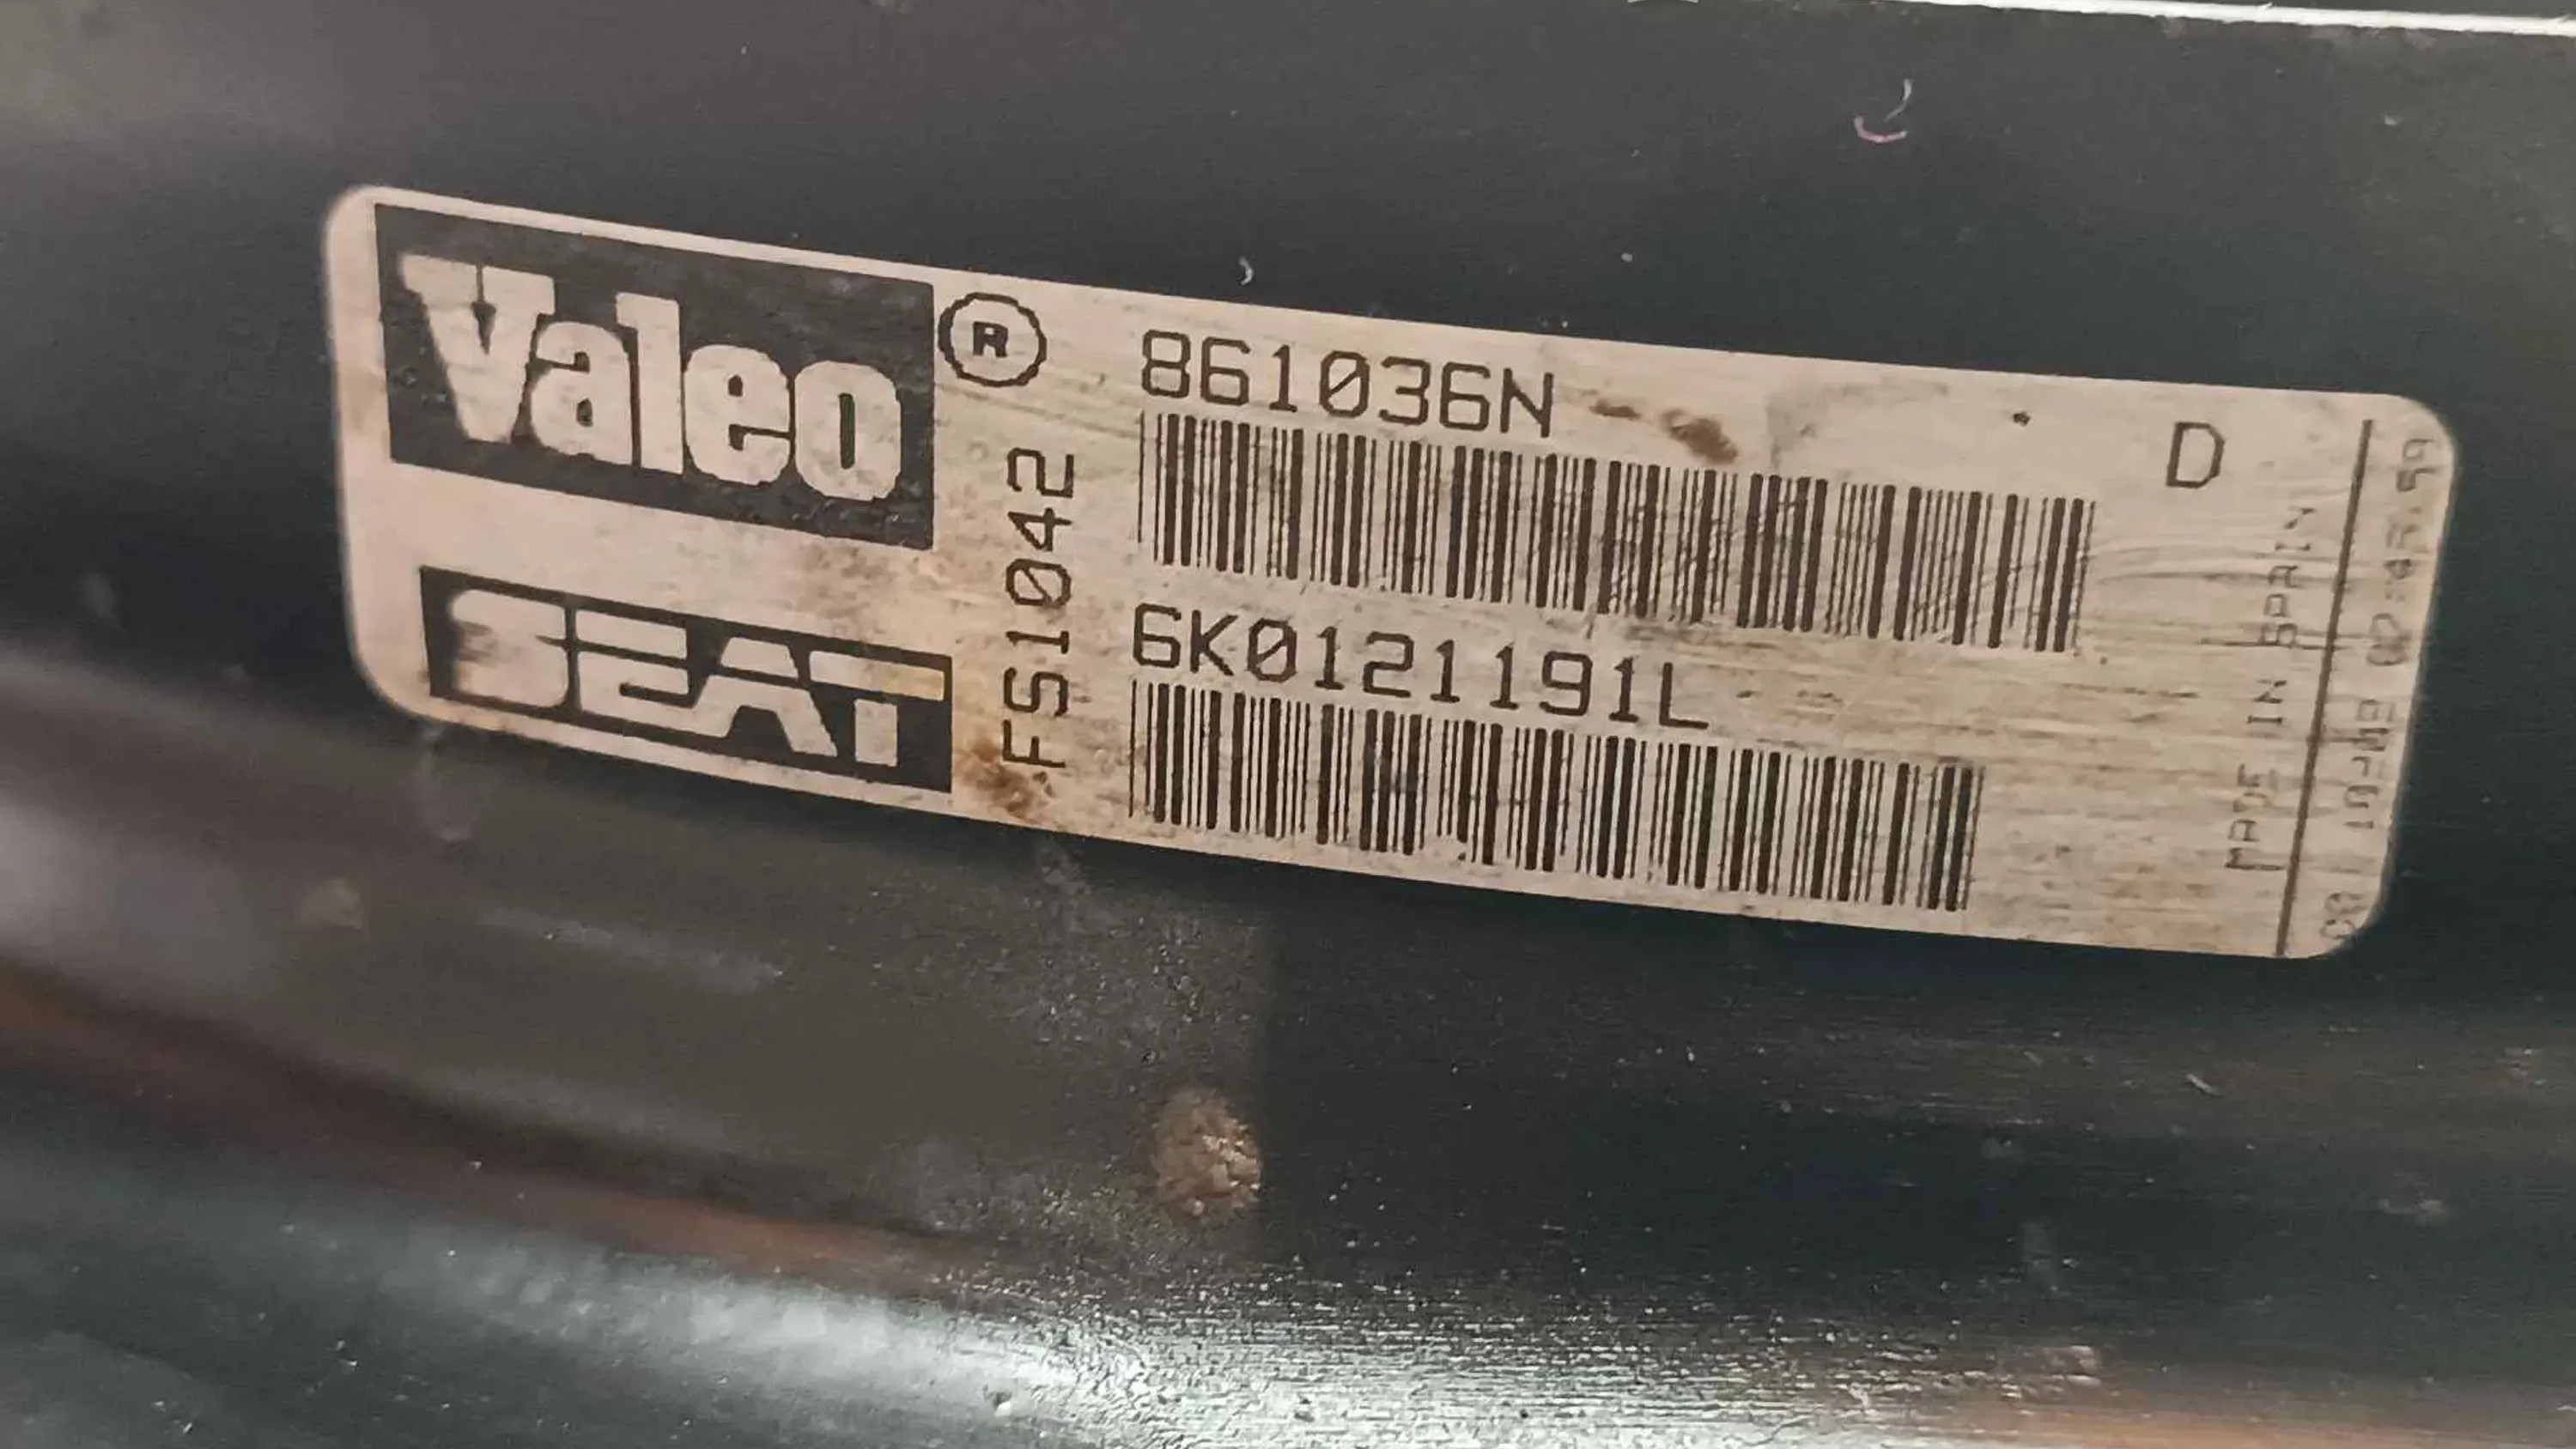 Valeo
®
861036N
D
FS1042
SEAT
6K0121191L
MADE IN SPAIN